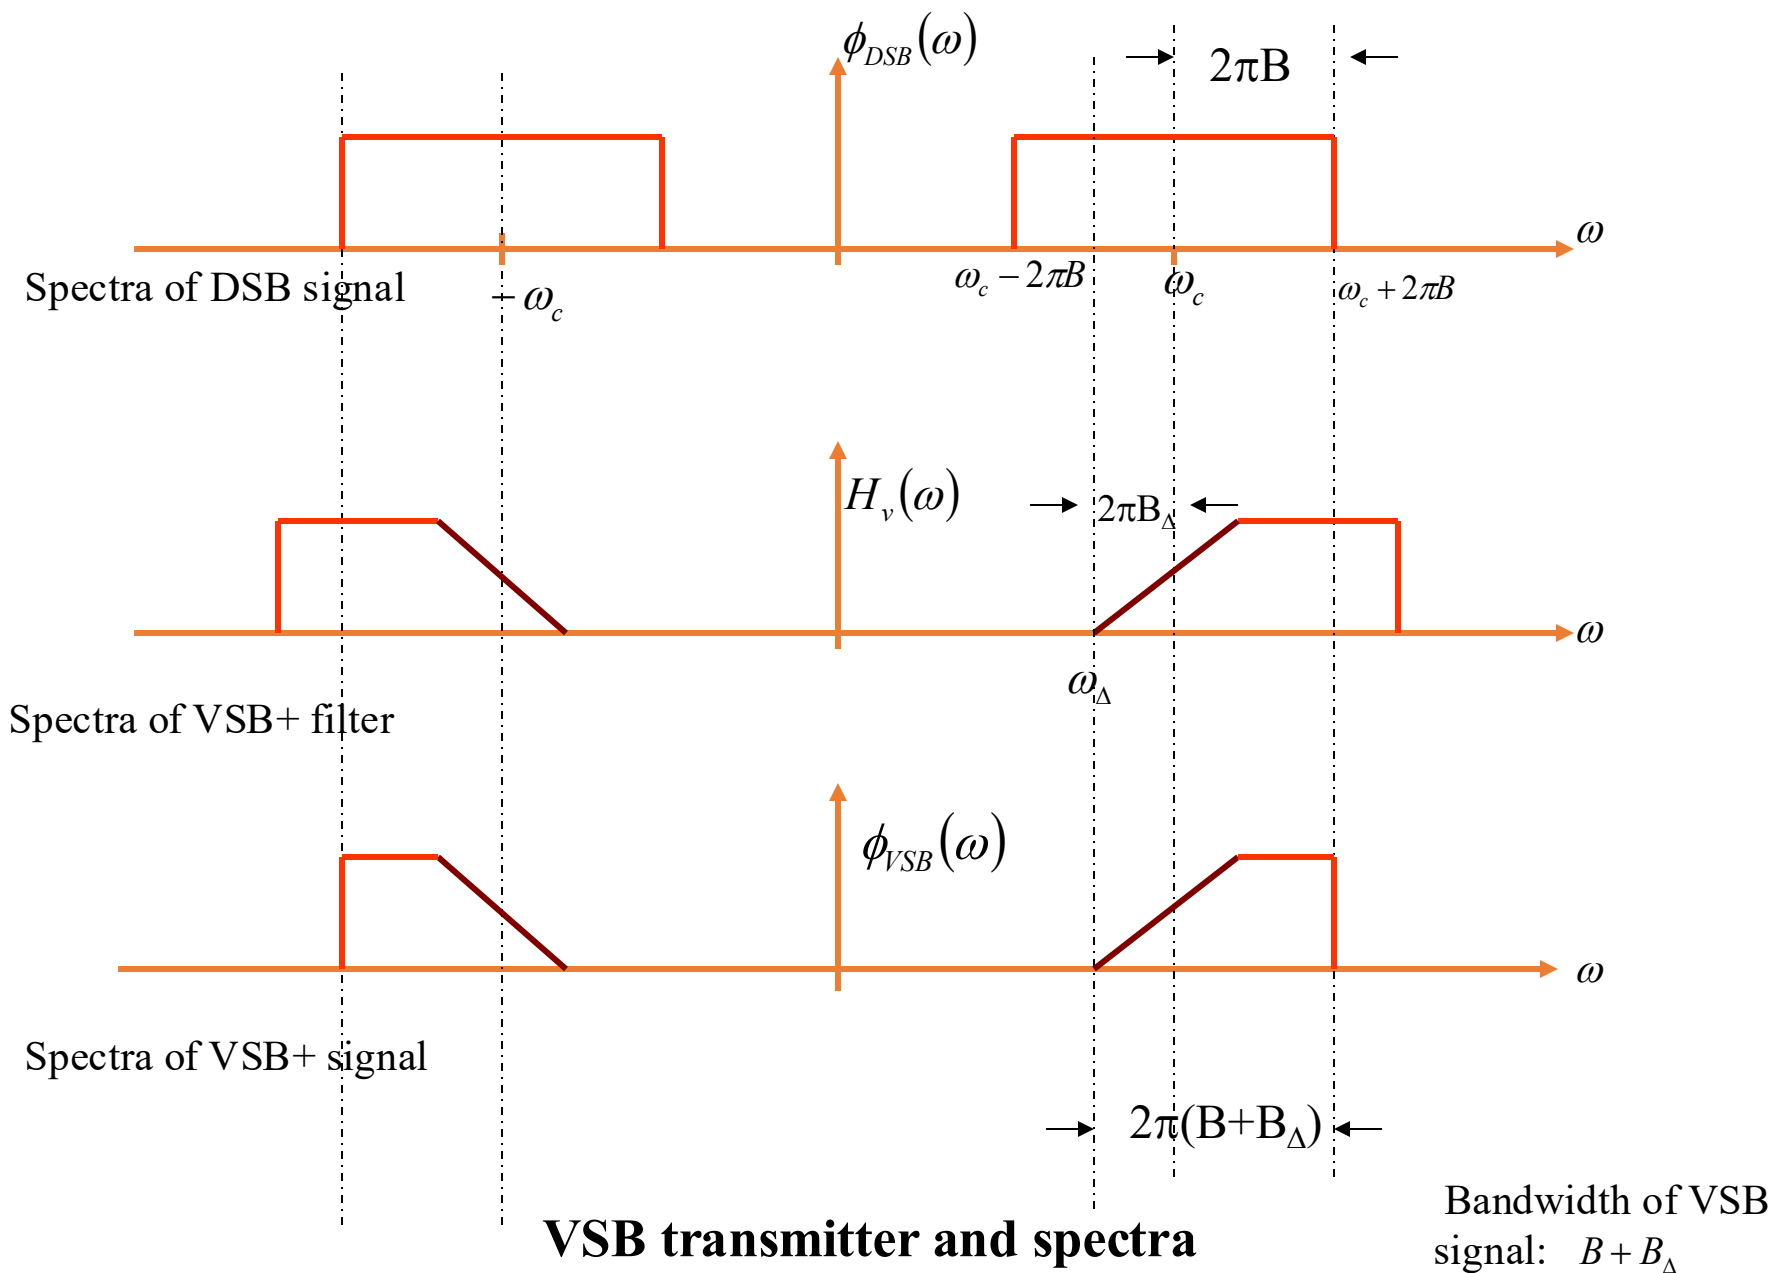 ϕ_DSB(ω)
2πB
ω
ω_c − 2πB
ω_c
ω_c + 2πB
Spectra of DSB signal
− ω_c
H_v(ω)
2πB_Δ
ω
ω_Δ
Spectra of VSB+ filter
ϕ_VSB(ω)
ω
Spectra of VSB+ signal
2π(B+B_Δ)
Bandwidth of VSB
signal: B + B_Δ
VSB transmitter and spectra